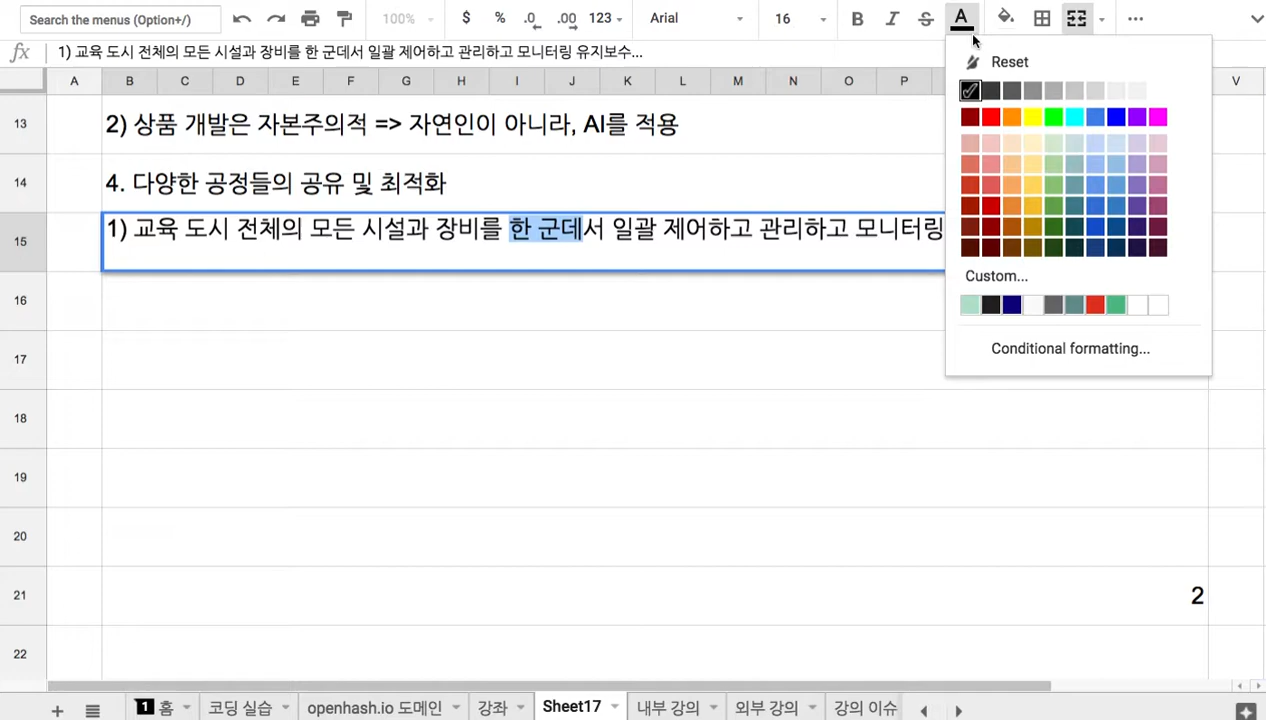 Search the menus (Option+/)
100%
$ % .0 .00 123
Arial
16
B I S A
fx 1) 교육 도시 전체의 모든 시설과 장비를 한 군데서 일괄 제어하고 관리하고 모니터링 유지보수...
Reset
A B C D E F G H I J K L M N O P V
13 2) 상품 개발은 자본주의적 => 자연인이 아니라, AI를 적용
14 4. 다양한 공정들의 공유 및 최적화
15 1) 교육 도시 전체의 모든 시설과 장비를 한 군데서 일괄 제어하고 관리하고 모니터링
Custom...
Conditional formatting...
16
17
18
19
20
21 2
22
1 홈 코딩 실습 openhash.io 도메인 강좌 Sheet17 내부 강의 외부 강의 강의 이슈